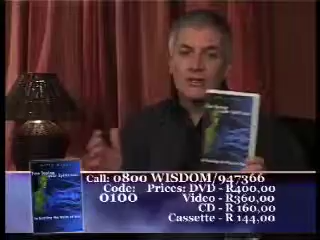 Call: 0800 WISDOM/947366
Code: Prices: DVD - R400,00
0100 Video - R360,00
CD - R 160,00
Cassette - R 144,00